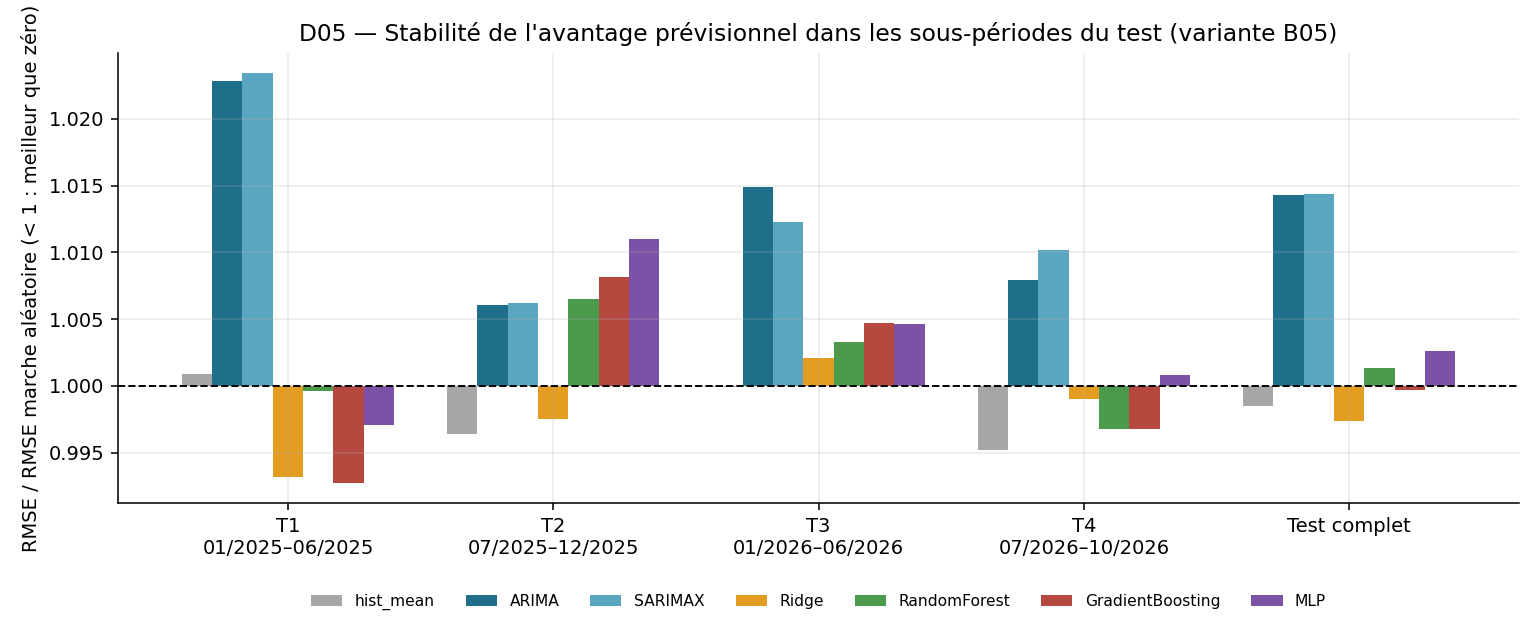 D05 — Stabilité de l'avantage prévisionnel dans les sous-périodes du test (variante B05)
RMSE / RMSE marche aléatoire (< 1 : meilleur que zéro)
1.020
1.015
1.010
1.005
1.000
0.995
T1
01/2025–06/2025
T2
07/2025–12/2025
T3
01/2026–06/2026
T4
07/2026–10/2026
Test complet
hist_mean
ARIMA
SARIMAX
Ridge
RandomForest
GradientBoosting
MLP